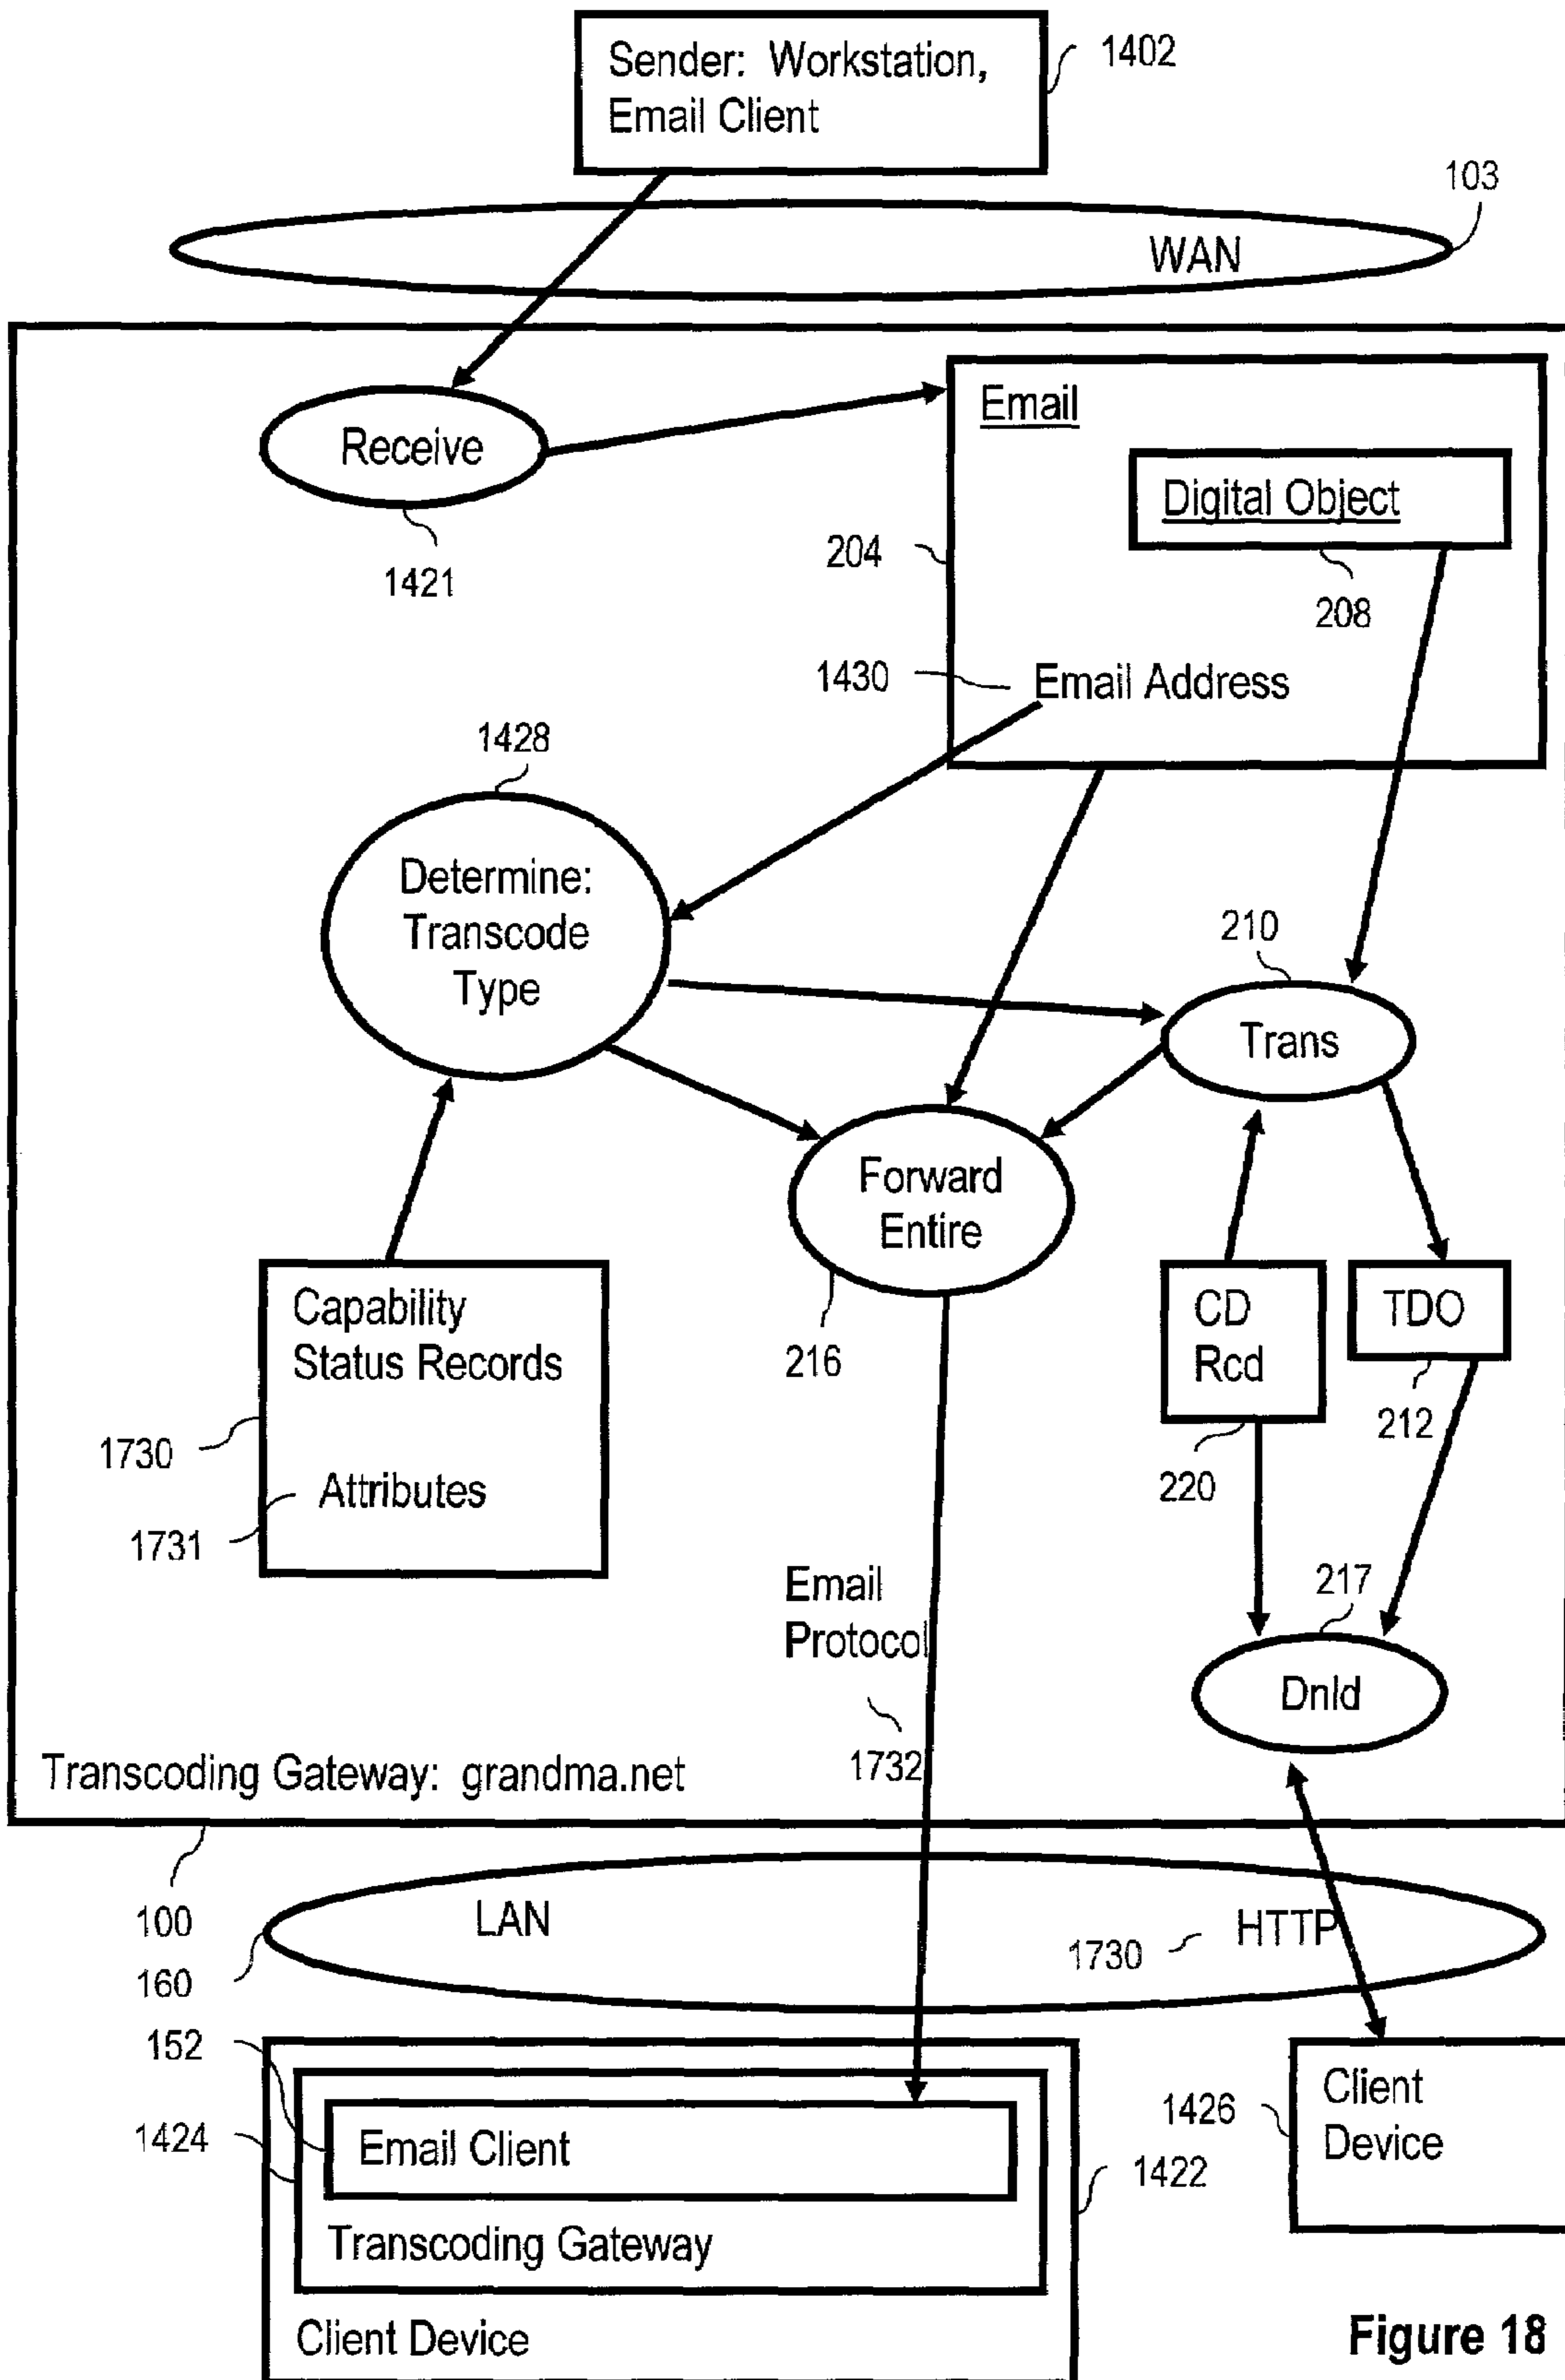 Sender: Workstation,
Email Client
1402
103
WAN
Receive
1421
Email
Digital Object
204
208
1430
Email Address
1428
Determine:
Transcode
Type
210
Trans
Forward
Entire
216
Capability
Status Records
1730
Attributes
1731
CD
Rcd
220
TDO
212
Email
Protocol
1732
217
Dnld
Transcoding Gateway: grandma.net
100
LAN
160
1730
HTTP
152
1424
Email Client
Transcoding Gateway
Client Device
1422
1426
Client
Device
Figure 18